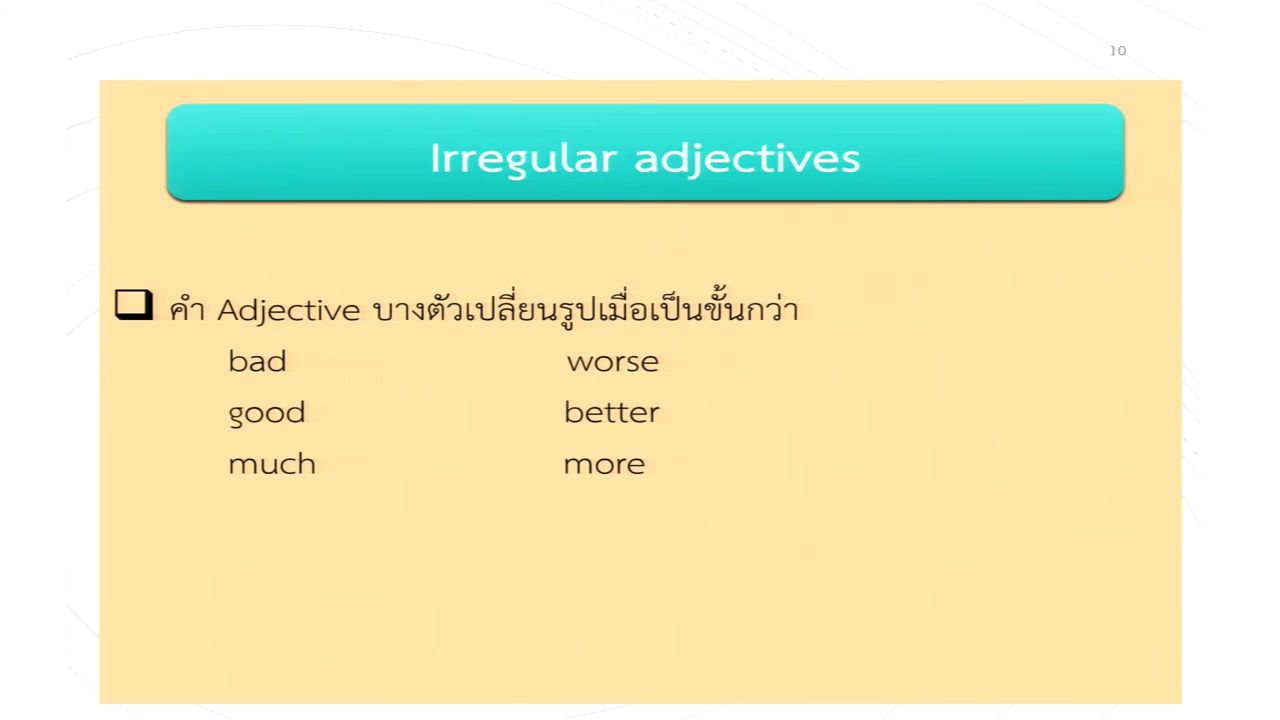 10
Irregular adjectives
❑ คำ Adjective บางตัวเปลี่ยนรูปเมื่อเป็นขั้นกว่า
bad worse
good better
much more